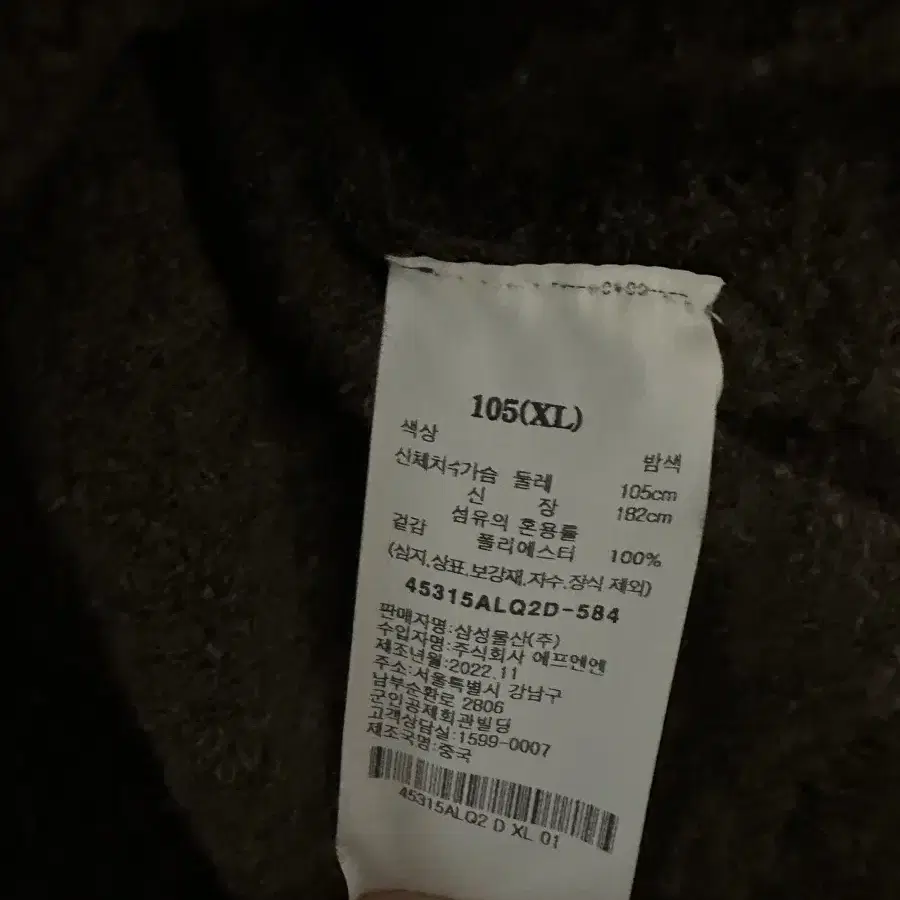 105(XL)
색상 밤색
신체치수가슴 둘레 105cm
신 장 182cm
섬유의 혼용률
겉감 폴리에스터 100%
(심지,상표,보강재,자수,장식 제외)
45315ALQ2D-584
판매자명:삼성물산(주)
수입자명:주식회사 에프엔엔
제조년월:2022.11
주소:서울특별시 강남구
남부순환로 2806
군인공제회관빌딩
고객상담실:1599-0007
제조국명:중국
45315ALQ2 D XL 01